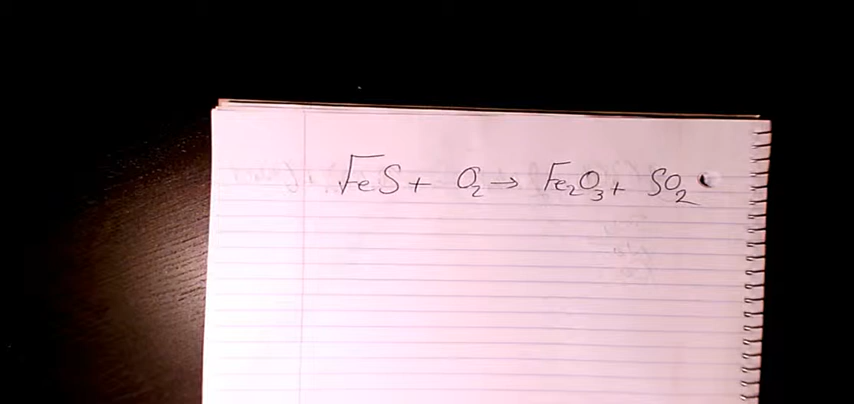 FeS + O₂ → Fe₂O₃ + SO₂